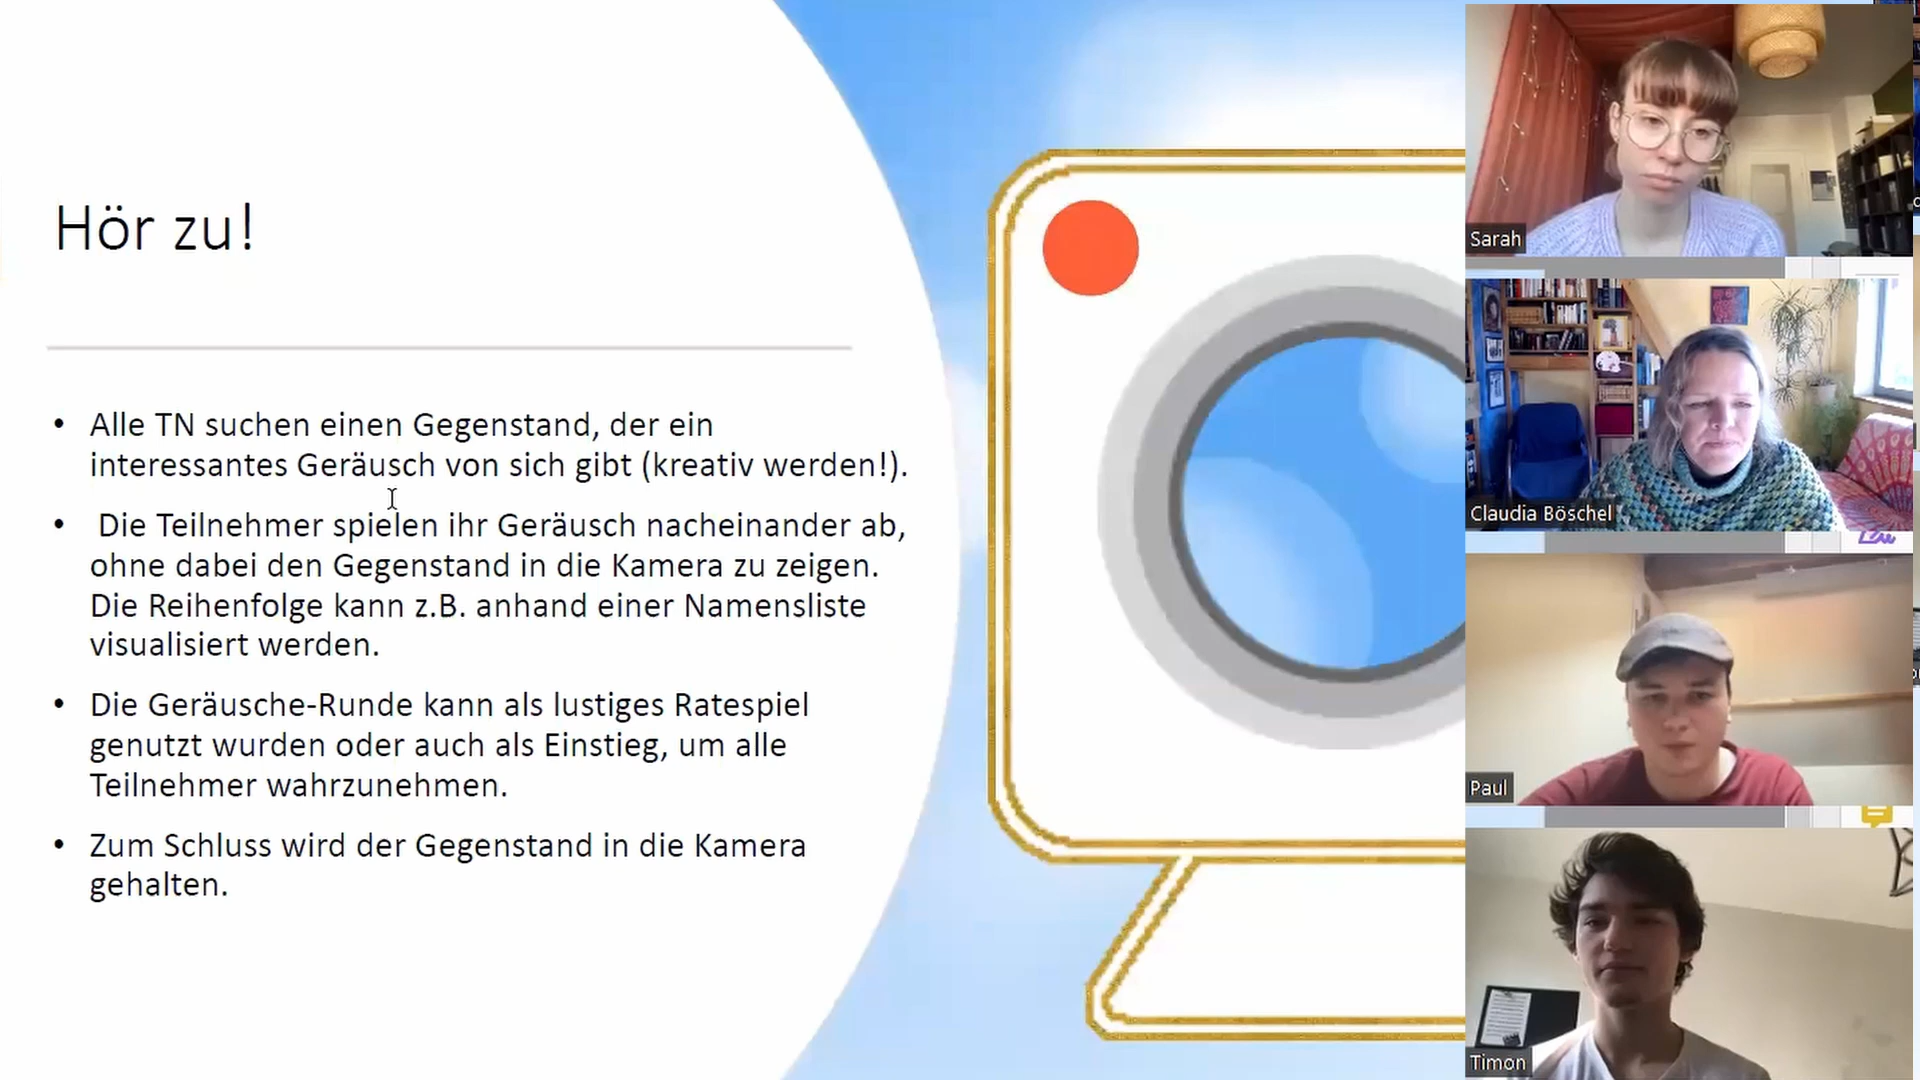 Hör zu!
• Alle TN suchen einen Gegenstand, der ein
interessantes Geräusch von sich gibt (kreativ werden!).
• Die Teilnehmer spielen ihr Geräusch nacheinander ab,
ohne dabei den Gegenstand in die Kamera zu zeigen.
Die Reihenfolge kann z.B. anhand einer Namensliste
visualisiert werden.
• Die Geräusche-Runde kann als lustiges Ratespiel
genutzt wurden oder auch als Einstieg, um alle
Teilnehmer wahrzunehmen.
• Zum Schluss wird der Gegenstand in die Kamera
gehalten.
Sarah
Claudia Böschel
Paul
Timon